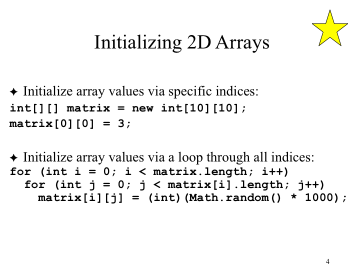 Initializing 2D Arrays
✦ Initialize array values via specific indices:
int[][] matrix = new int[10][10];
matrix[0][0] = 3;
✦ Initialize array values via a loop through all indices:
for (int i = 0; i < matrix.length; i++)
for (int j = 0; j < matrix[i].length; j++)
matrix[i][j] = (int)(Math.random() * 1000);
4